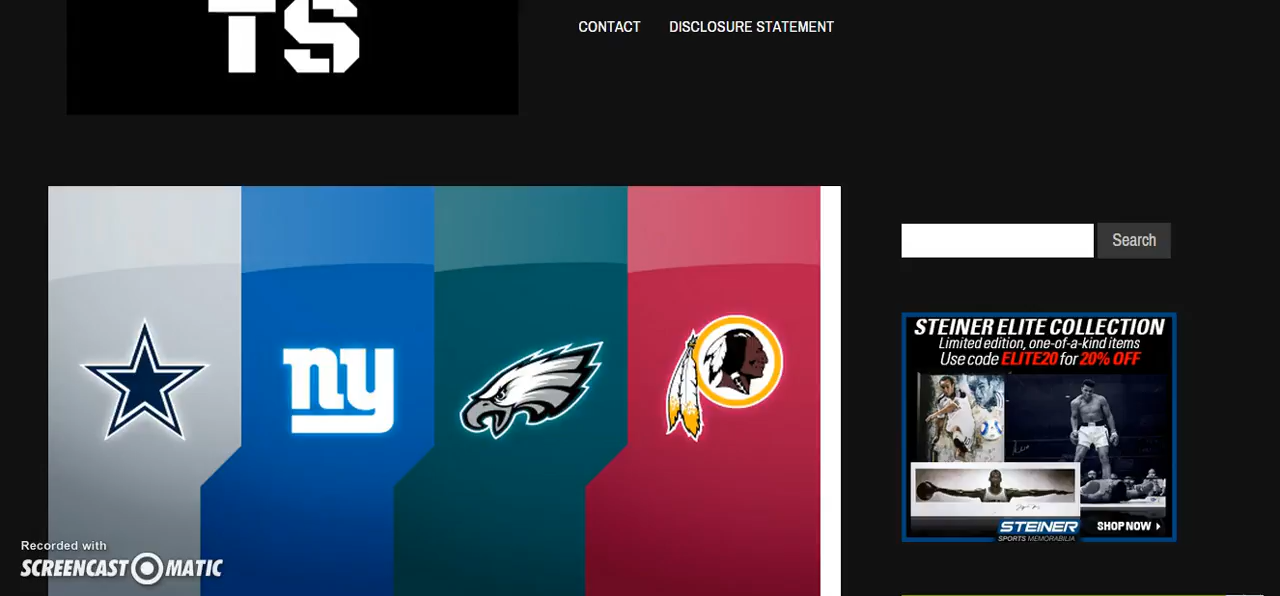 TS
CONTACT
DISCLOSURE STATEMENT
Search
ny
STEINER ELITE COLLECTION
Limited edition, one-of-a-kind items
Use code ELITE20 for 20% OFF
STEINER
SPORTS MEMORABILIA
SHOP NOW
Recorded with
SCREENCAST MATIC